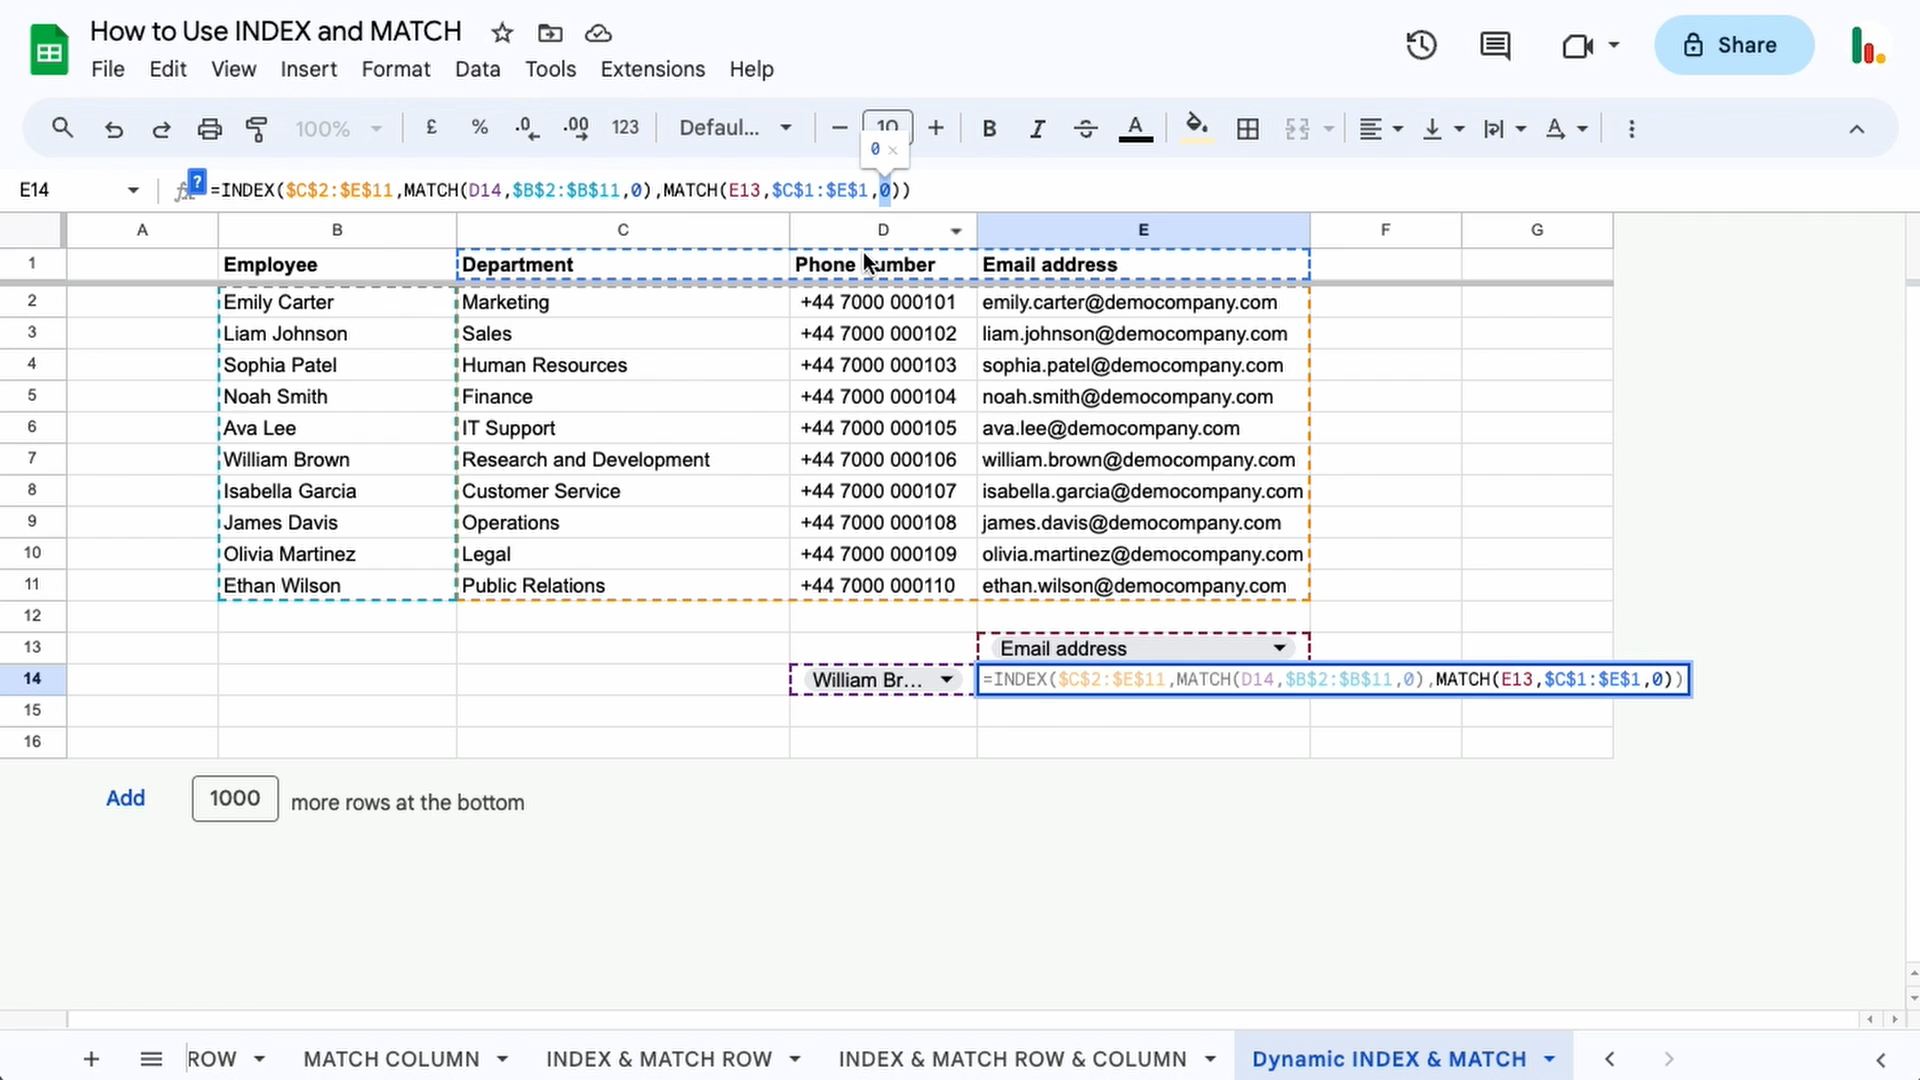 How to Use INDEX and MATCH
File Edit View Insert Format Data Tools Extensions Help
Share
100% £ % .0 .00 123 Defaul... 10 B I S A A
0 ×
E14 fx ? =INDEX($C$2:$E$11,MATCH(D14,$B$2:$B$11,0),MATCH(E13,$C$1:$E$1,0))
A B C D E F G
1 Employee Department Phone Number Email address
2 Emily Carter Marketing +44 7000 000101 emily.carter@democompany.com
3 Liam Johnson Sales +44 7000 000102 liam.johnson@democompany.com
4 Sophia Patel Human Resources +44 7000 000103 sophia.patel@democompany.com
5 Noah Smith Finance +44 7000 000104 noah.smith@democompany.com
6 Ava Lee IT Support +44 7000 000105 ava.lee@democompany.com
7 William Brown Research and Development +44 7000 000106 william.brown@democompany.com
8 Isabella Garcia Customer Service +44 7000 000107 isabella.garcia@democompany.com
9 James Davis Operations +44 7000 000108 james.davis@democompany.com
10 Olivia Martinez Legal +44 7000 000109 olivia.martinez@democompany.com
11 Ethan Wilson Public Relations +44 7000 000110 ethan.wilson@democompany.com
12
13 Email address
14 William Br... =INDEX($C$2:$E$11,MATCH(D14,$B$2:$B$11,0),MATCH(E13,$C$1:$E$1,0))
15
16
Add 1000 more rows at the bottom
ROW MATCH COLUMN INDEX & MATCH ROW INDEX & MATCH ROW & COLUMN Dynamic INDEX & MATCH